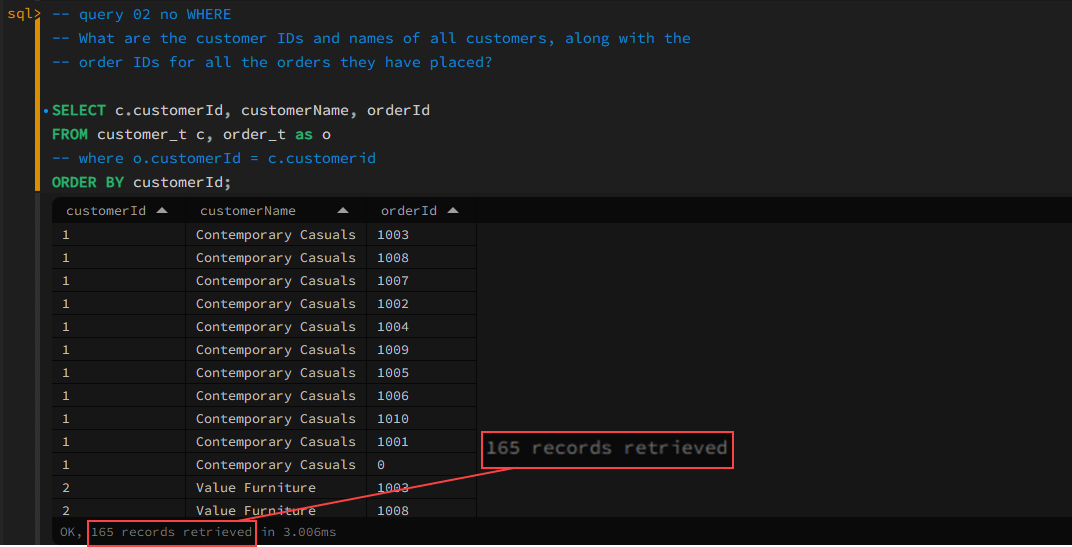 sql> -- query 02 no WHERE
-- What are the customer IDs and names of all customers, along with the
-- order IDs for all the orders they have placed?
SELECT c.customerId, customerName, orderId
FROM customer_t c, order_t as o
-- where o.customerId = c.customerid
ORDER BY customerId;
customerId customerName orderId
1 Contemporary Casuals 1003
1 Contemporary Casuals 1008
1 Contemporary Casuals 1007
1 Contemporary Casuals 1002
1 Contemporary Casuals 1004
1 Contemporary Casuals 1009
1 Contemporary Casuals 1005
1 Contemporary Casuals 1006
1 Contemporary Casuals 1010
1 Contemporary Casuals 1001
165 records retrieved
1 Contemporary Casuals 0
2 Value Furniture 1003
2 Value Furniture 1008
OK, 165 records retrieved in 3.006ms